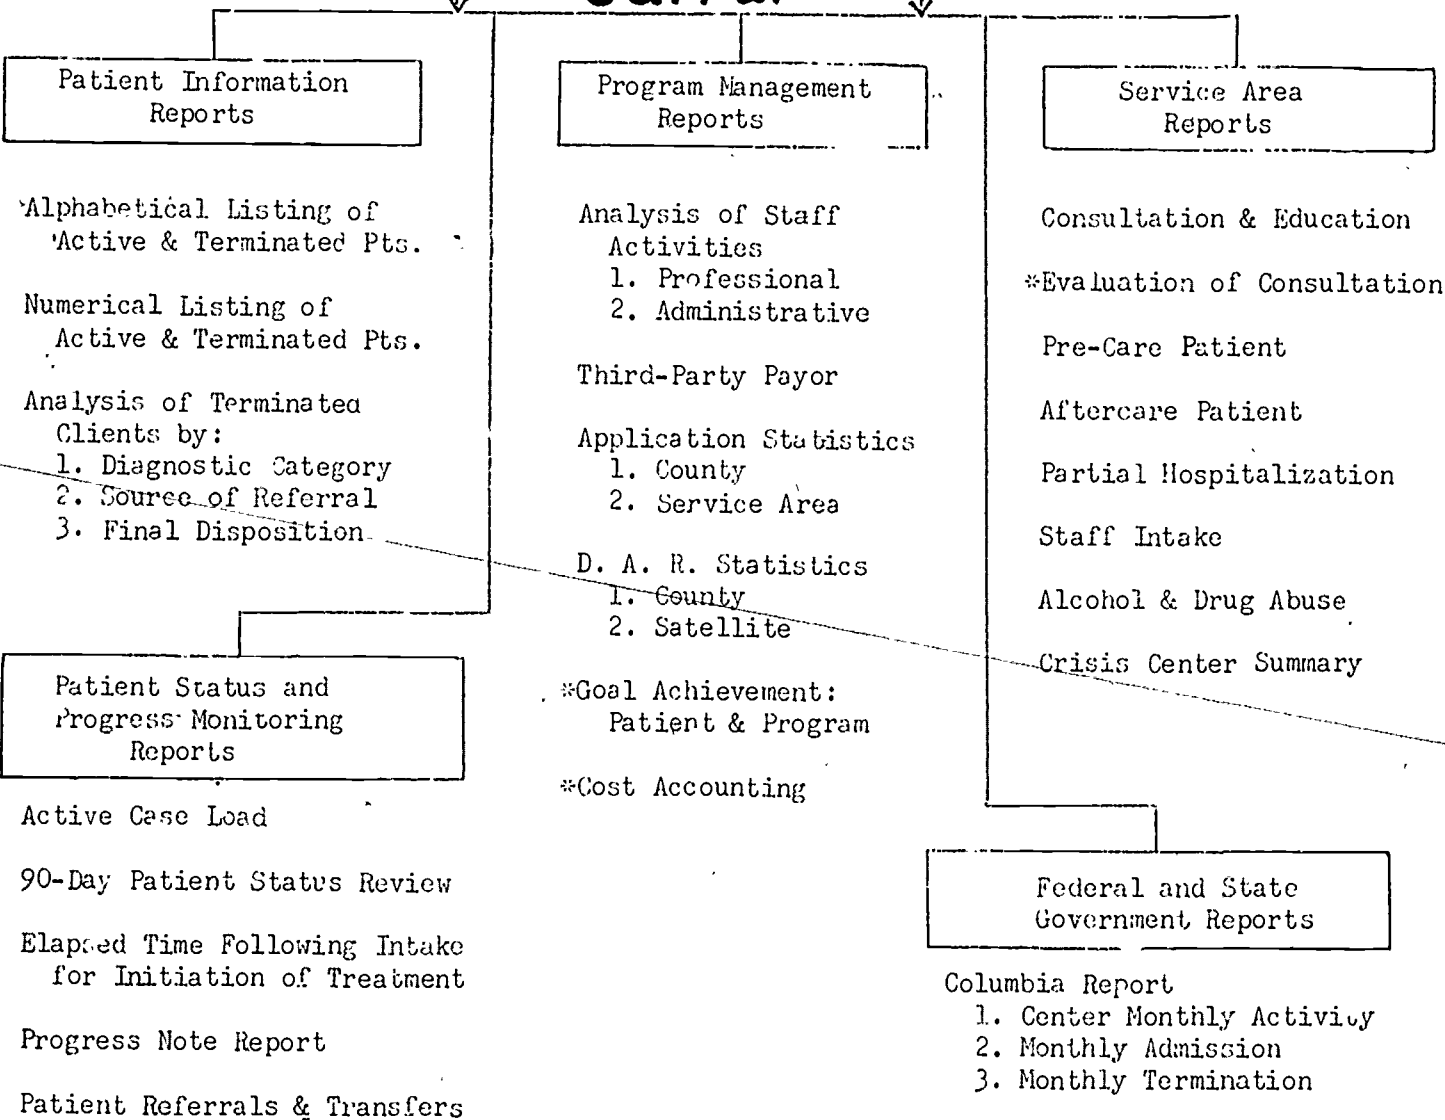 Patient Information
Reports
Alphabetical Listing of
Active & Terminated Pts.
Numerical Listing of
Active & Terminated Pts.
Analysis of Terminated
Clients by:
1. Diagnostic Category
2. Source of Referral
3. Final Disposition
Patient Status and
Progress Monitoring
Reports
Active Case Load
90-Day Patient Status Review
Elapsed Time Following Intake
for Initiation of Treatment
Progress Note Report
Patient Referrals & Transfers
Program Management
Reports
Analysis of Staff
Activities
1. Professional
2. Administrative
Third-Party Payor
Application Statistics
1. County
2. Service Area
D. A. R. Statistics
1. County
2. Satellite
*Goal Achievement:
Patient & Program
*Cost Accounting
Service Area
Reports
Consultation & Education
*Evaluation of Consultation
Pre-Care Patient
Aftercare Patient
Partial Hospitalization
Staff Intake
Alcohol & Drug Abuse
Crisis Center Summary
Federal and State
Government Reports
Columbia Report
1. Center Monthly Activity
2. Monthly Admission
3. Monthly Termination